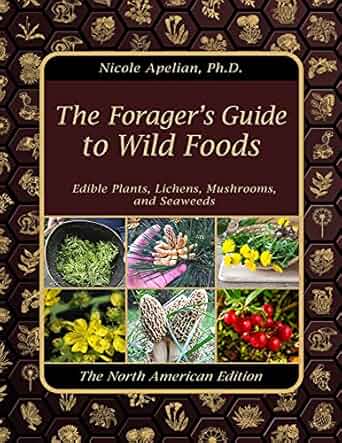 Nicole Apelian, Ph.D.
The Forager's Guide
to Wild Foods
Edible Plants, Lichens, Mushrooms,
and Seaweeds
The North American Edition